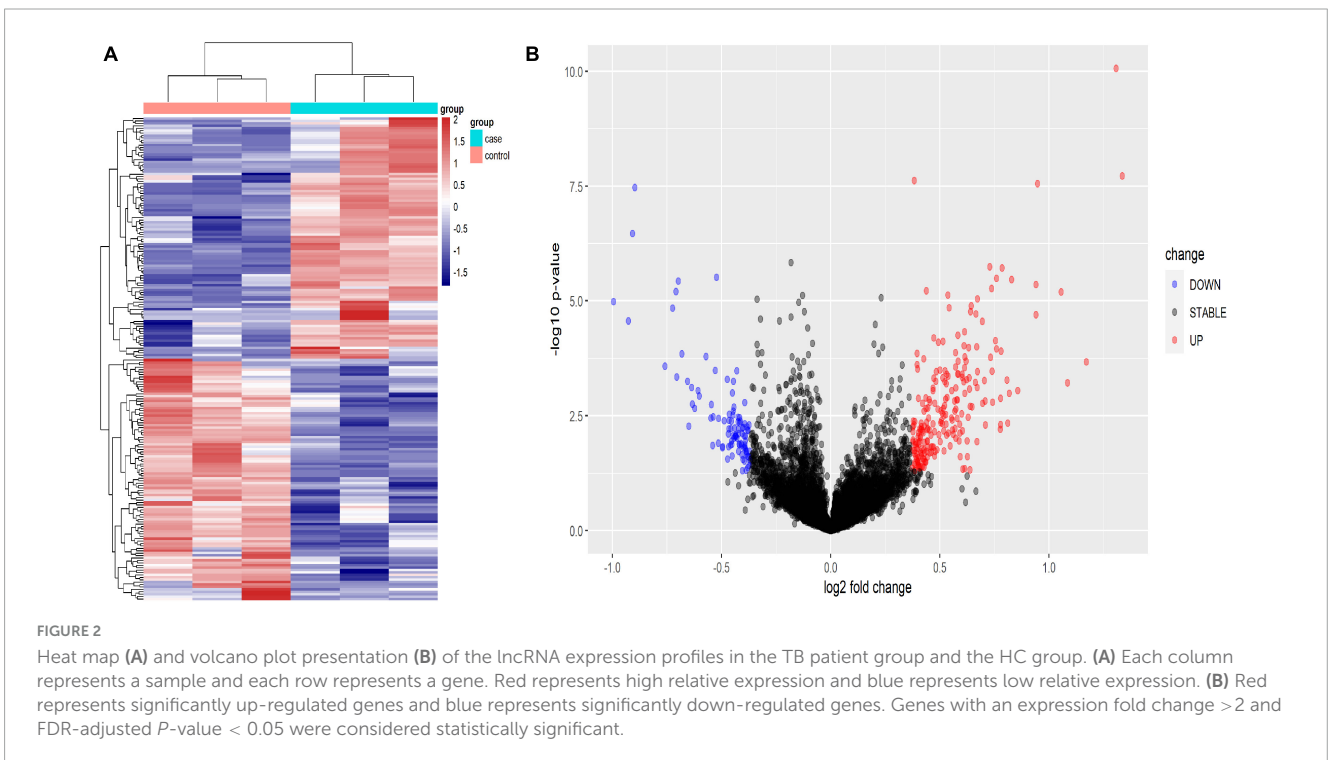 A
B
group
2
1.5
1
0.5
0
-0.5
-1
-1.5
group
case
control
10.0
7.5
5.0
2.5
0.0
-log10 p-value
-1.0
-0.5
0.0
0.5
1.0
log2 fold change
change
DOWN
STABLE
UP
FIGURE 2
Heat map (A) and volcano plot presentation (B) of the lncRNA expression profiles in the TB patient group and the HC group. (A) Each column
represents a sample and each row represents a gene. Red represents high relative expression and blue represents low relative expression. (B) Red
represents significantly up-regulated genes and blue represents significantly down-regulated genes. Genes with an expression fold change >2 and
FDR-adjusted P-value < 0.05 were considered statistically significant.